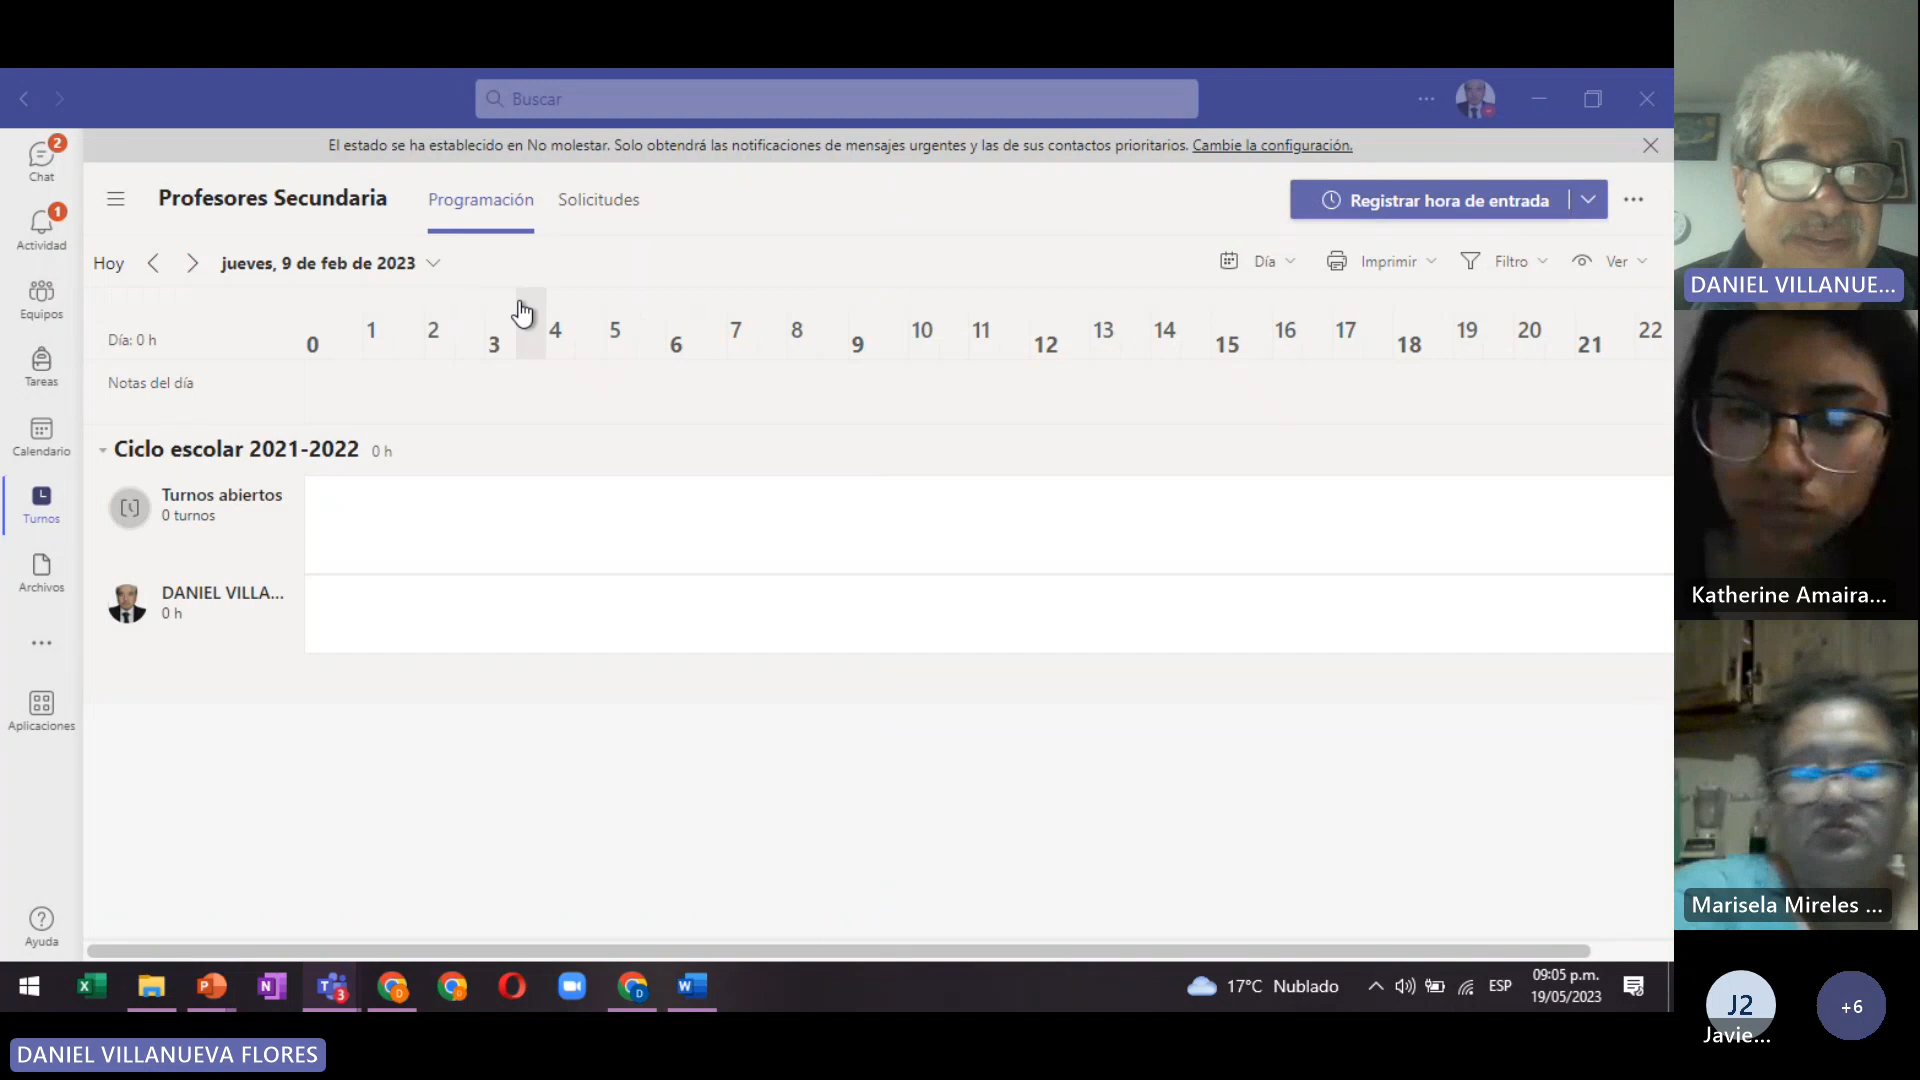 Buscar
El estado se ha establecido en No molestar. Solo obtendrá las notificaciones de mensajes urgentes y las de sus contactos prioritarios. Cambie la configuración.
2
Chat
1
Actividad
Equipos
Tareas
Calendario
Turnos
Archivos
Aplicaciones
Ayuda
Profesores Secundaria
Programación
Solicitudes
Registrar hora de entrada
Hoy
jueves, 9 de feb de 2023
Día
Imprimir
Filtro
Ver
Día: 0 h
0 1 2 3 4 5 6 7 8 9 10 11 12 13 14 15 16 17 18 19 20 21 22
Notas del día
Ciclo escolar 2021-2022 0 h
Turnos abiertos
0 turnos
DANIEL VILLA...
0 h
17°C Nublado
ESP
09:05 p.m.
19/05/2023
3
DANIEL VILLANUE...
Katherine Amaira...
Marisela Mireles ...
J2
Javie...
+6
DANIEL VILLANUEVA FLORES